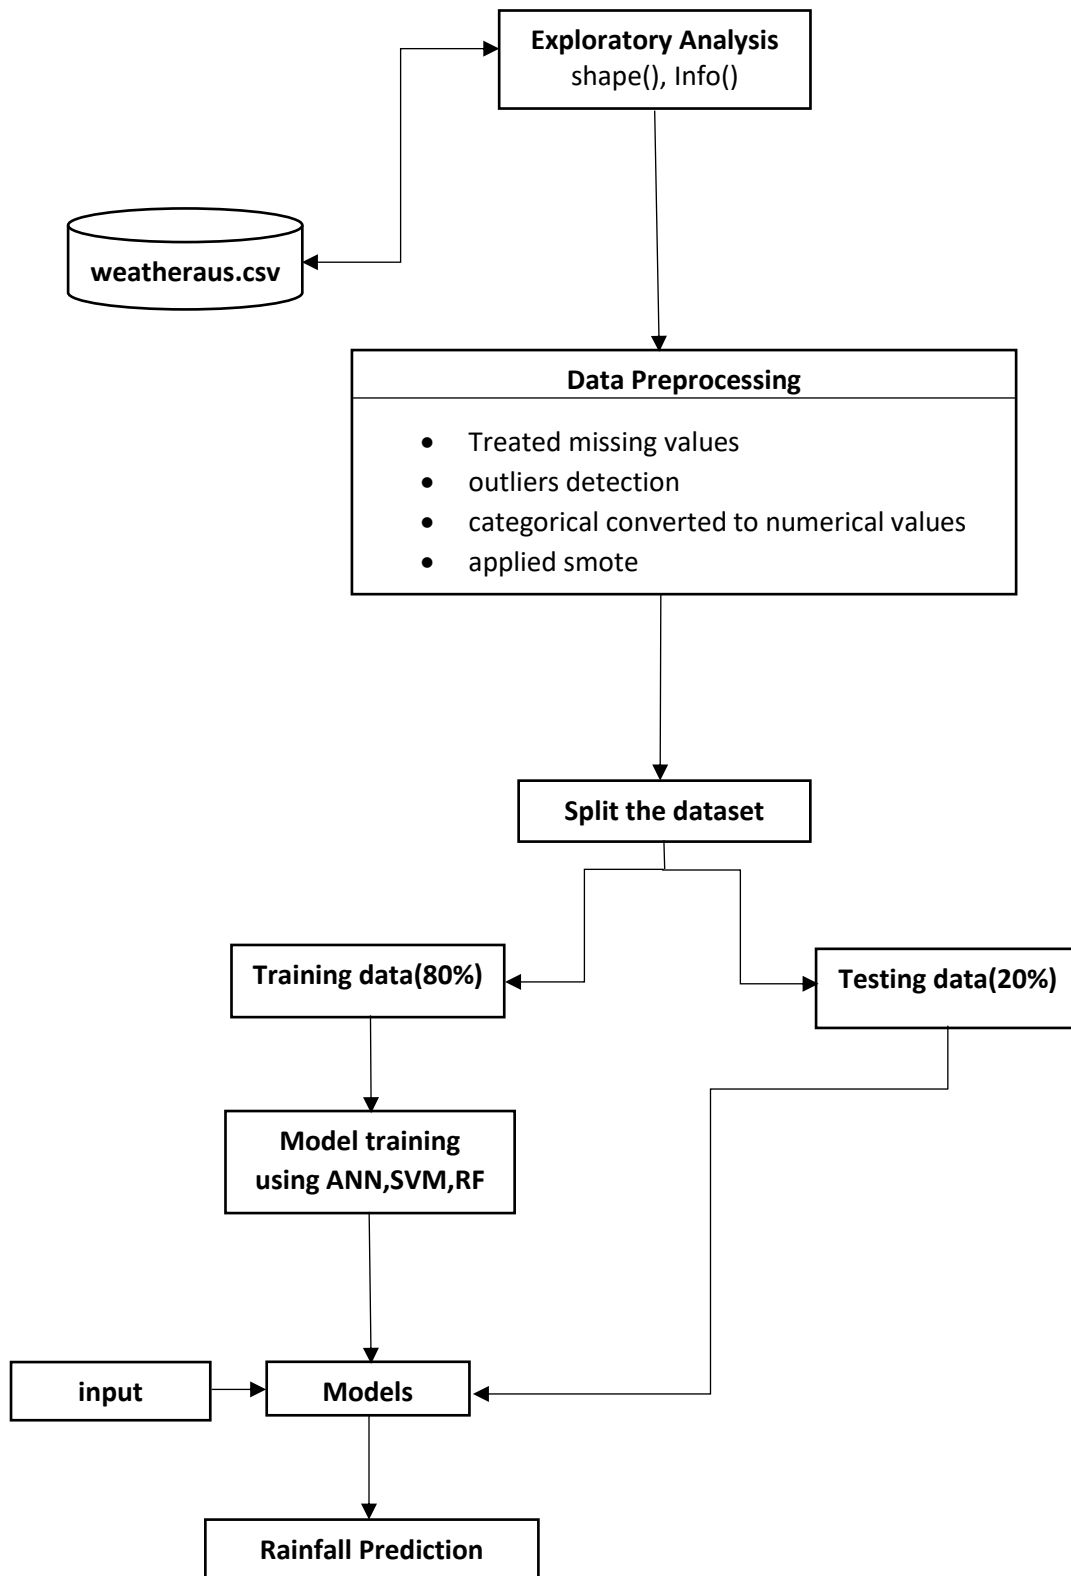 Exploratory Analysis
shape(), Info()
weatheraus.csv
Data Preprocessing
• Treated missing values
• outliers detection
• categorical converted to numerical values
• applied smote
Split the dataset
Training data(80%)
Testing data(20%)
Model training
using ANN,SVM,RF
input
Models
Rainfall Prediction